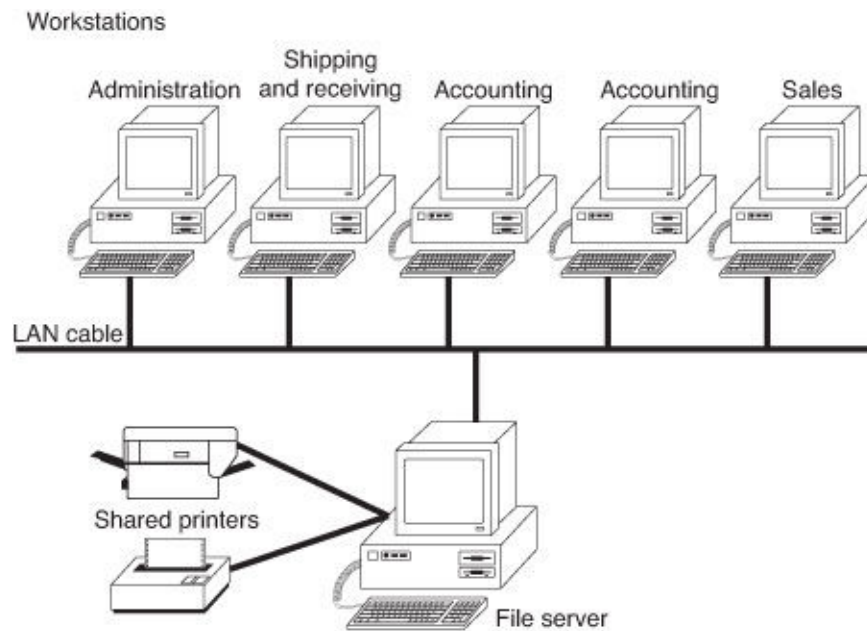 Workstations
Administration
Shipping
and receiving
Accounting
Accounting
Sales
LAN cable
Shared printers
File server